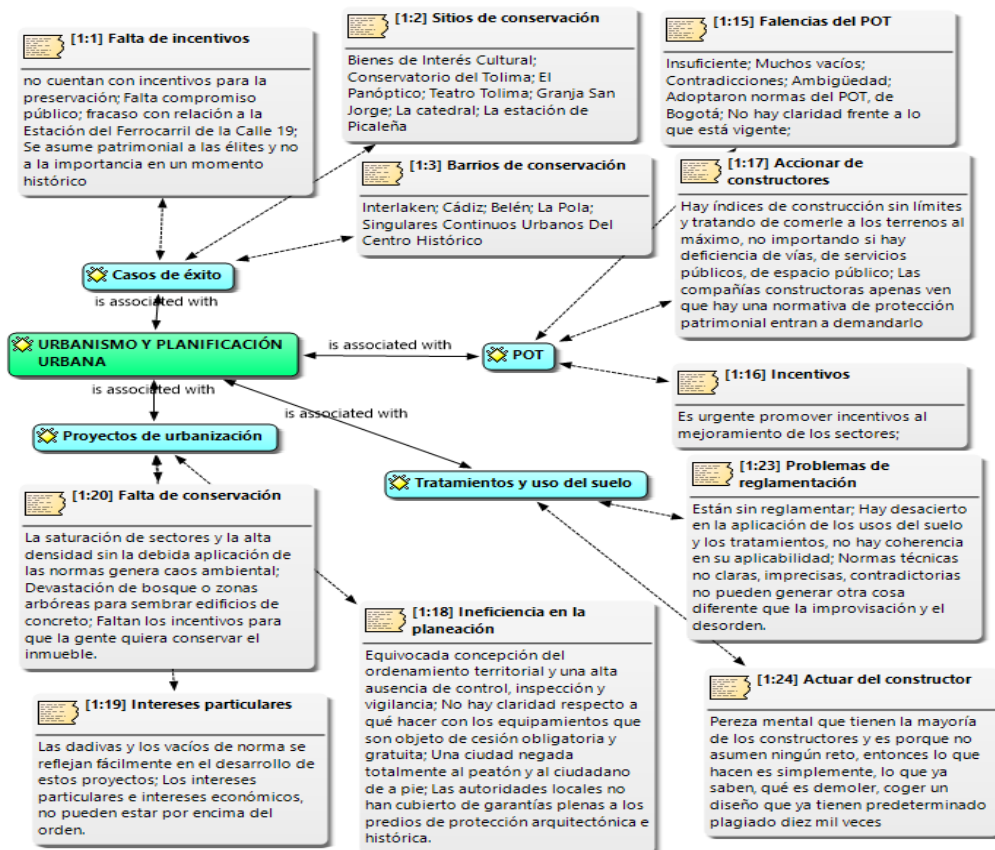 [1:1] Falta de incentivos
no cuentan con incentivos para la
preservación; Falta compromiso
público; fracaso con relación a la
Estación del Ferrocarril de la Calle 19;
Se asume patrimonial a las élites y no
a la importancia en un momento
histórico
[1:2] Sitios de conservación
Bienes de Interés Cultural;
Conservatorio del Tolima; El
Panóptico; Teatro Tolima; Granja San
Jorge; La catedral; La estación de
Picaleña
[1:15] Falencias del POT
Insuficiente; Muchos vacíos;
Contradicciones; Ambigüedad;
Adoptaron normas del POT, de
Bogotá; No hay claridad frente a lo
que está vigente;
[1:3] Barrios de conservación
Interlaken; Cádiz; Belén; La Pola;
Singulares Continuos Urbanos Del
Centro Histórico
[1:17] Accionar de
constructores
Hay índices de construcción sin límites
y tratando de comerle a los terrenos al
máximo, no importando si hay
deficiencia de vías, de servicios
públicos, de espacio público; Las
compañías constructoras apenas ven
que hay una normativa de protección
patrimonial entran a demandarlo
Casos de éxito
is associated with
URBANISMO Y PLANIFICACIÓN
URBANA
is associated with
POT
is associated with
[1:16] Incentivos
Es urgente promover incentivos al
mejoramiento de los sectores;
is associated with
Proyectos de urbanización
Tratamientos y uso del suelo
[1:23] Problemas de
reglamentación
Están sin reglamentar; Hay desacierto
en la aplicación de los usos del suelo
y los tratamientos, no hay coherencia
en su aplicabilidad; Normas técnicas
no claras, imprecisas, contradictorias
no pueden generar otra cosa
diferente que la improvisación y el
desorden.
[1:20] Falta de conservación
La saturación de sectores y la alta
densidad sin la debida aplicación de
las normas genera caos ambiental;
Devastación de bosque o zonas
arbóreas para sembrar edificios de
concreto; Faltan los incentivos para
que la gente quiera conservar el
inmueble.
[1:18] Ineficiencia en la
planeación
Equivocada concepción del
ordenamiento territorial y una alta
ausencia de control, inspección y
vigilancia; No hay claridad respecto a
qué hacer con los equipamientos que
son objeto de cesión obligatoria y
gratuita; Una ciudad negada
totalmente al peatón y al ciudadano
de a pie; Las autoridades locales no
han cubierto de garantías plenas a los
predios de protección arquitectónica e
histórica.
[1:19] Intereses particulares
Las dadivas y los vacíos de norma se
reflejan fácilmente en el desarrollo de
estos proyectos; Los intereses
particulares e intereses económicos,
no pueden estar por encima del
orden.
[1:24] Actuar del constructor
Pereza mental que tienen la mayoría
de los constructores y es porque no
asumen ningún reto, entonces lo que
hacen es simplemente, lo que ya
saben, qué es demoler, coger un
diseño que ya tienen predeterminado
plagiado diez mil veces